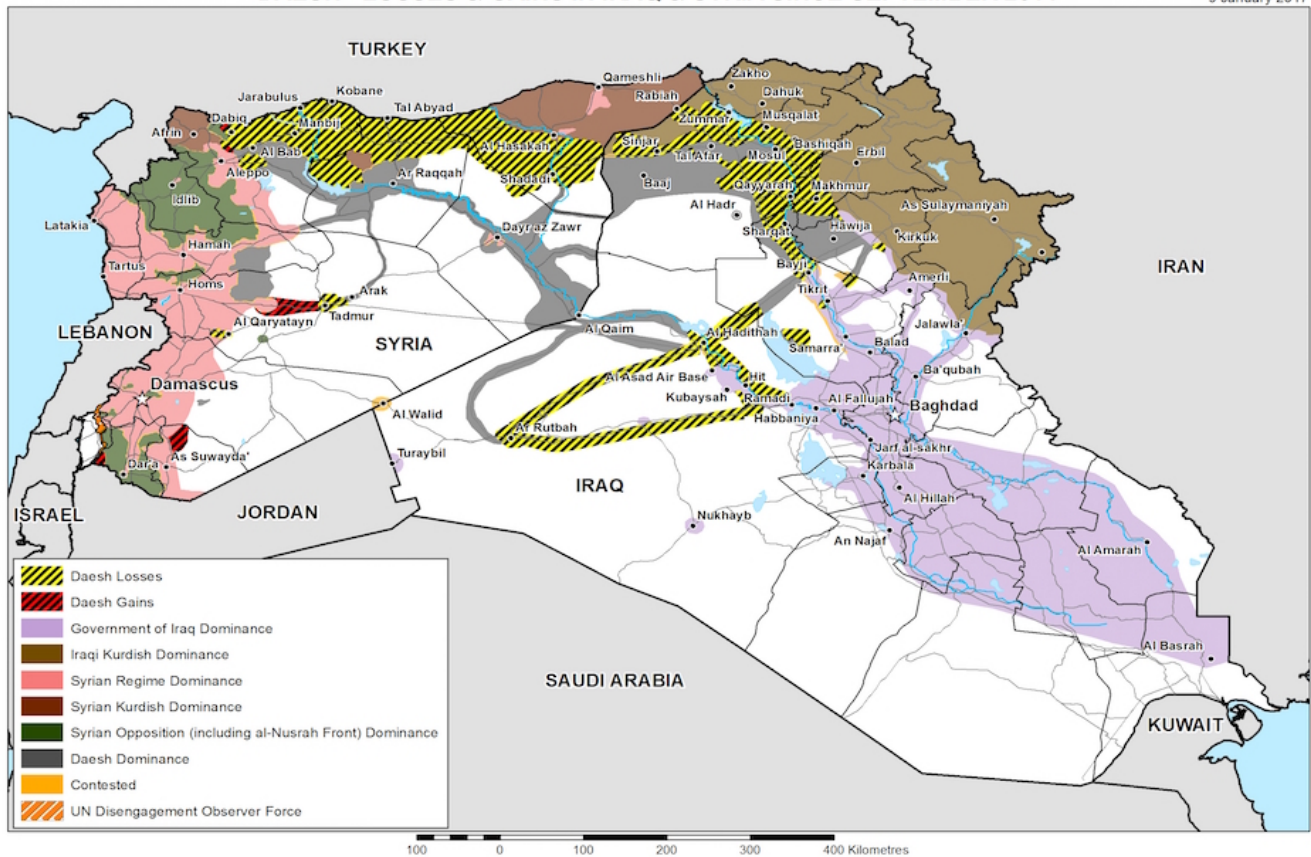 TURKEY
Qameshli
Zakho
Kobane
Rabiah
Dahuk
Jarabulus
Tal Abyad
Dabiq
Zummar
Musqalat
Manbij
Afrin
Sinjar
Bashiqah
Al Bab
Al Hasakah
Tal Afar
Mosul
Erbil
Aleppo
Ar Raqqah
Shadadi
Baaj
Qayyarah
Makhmur
Idlib
Al Hadr
As Sulaymaniyah
Latakia
Dayr az Zawr
Sharqat
Hawija
Kirkuk
Hamah
Bayji
IRAN
Tartus
Homs
Arak
Tikrit
Amerli
LEBANON
Al Qaryatayn
Tadmur
Al Qaim
Al Hadithah
Jalawla'
SYRIA
Samarra'
Balad
Damascus
Al Asad Air Base
Hit
Ba'qubah
Kubaysah
Ramadi
Al Fallujah
Baghdad
Al Walid
Habbaniya
Ar Rutbah
Dar'a
As Suwayda'
Turaybil
Jarf al-sakhr
Karbala
IRAQ
Al Hillah
ISRAEL
JORDAN
Nukhayb
An Najaf
Al Amarah
Al Basrah
SAUDI ARABIA
KUWAIT
Daesh Losses
Daesh Gains
Government of Iraq Dominance
Iraqi Kurdish Dominance
Syrian Regime Dominance
Syrian Kurdish Dominance
Syrian Opposition (including al-Nusrah Front) Dominance
Daesh Dominance
Contested
UN Disengagement Observer Force
100 0 100 200 300 400 Kilometres